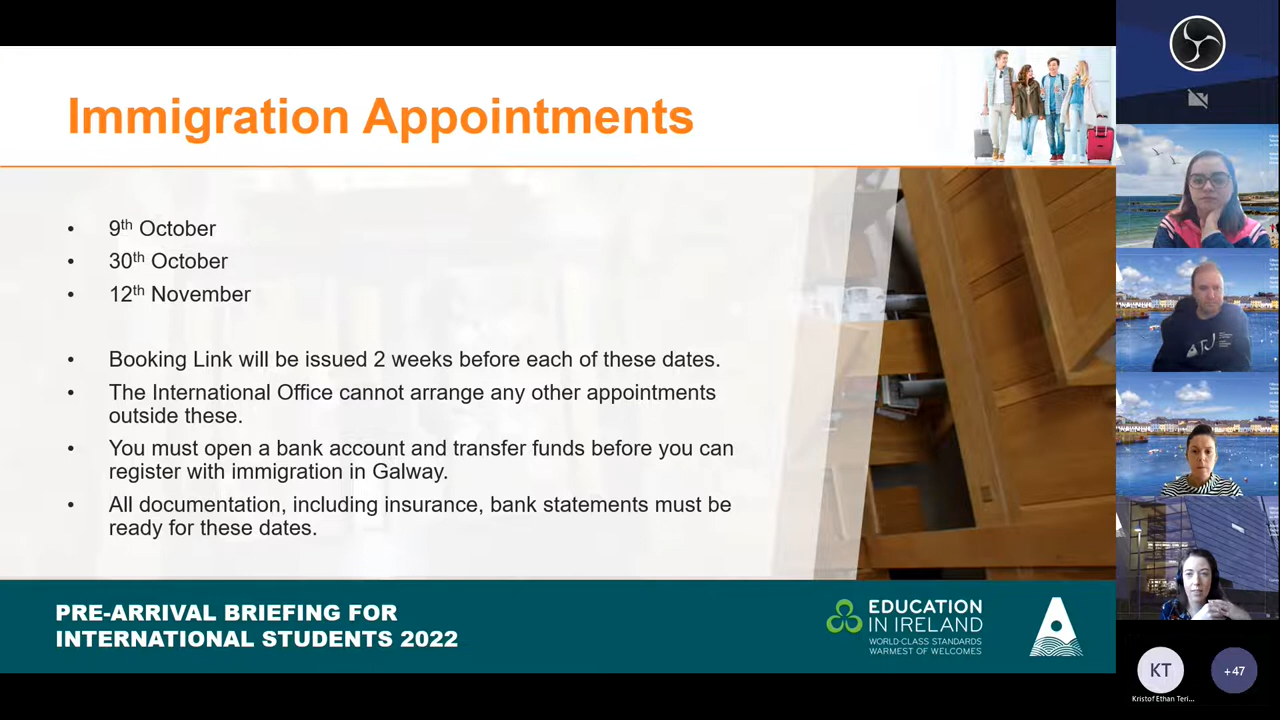 Immigration Appointments
• 9th October
• 30th October
• 12th November
• Booking Link will be issued 2 weeks before each of these dates.
• The International Office cannot arrange any other appointments
outside these.
• You must open a bank account and transfer funds before you can
register with immigration in Galway.
• All documentation, including insurance, bank statements must be
ready for these dates.
PRE-ARRIVAL BRIEFING FOR
INTERNATIONAL STUDENTS 2022
EDUCATION
IN IRELAND
WORLD-CLASS STANDARDS
WARMEST OF WELCOMES
ATU
KT
+47
Kristof Ethan Teri...